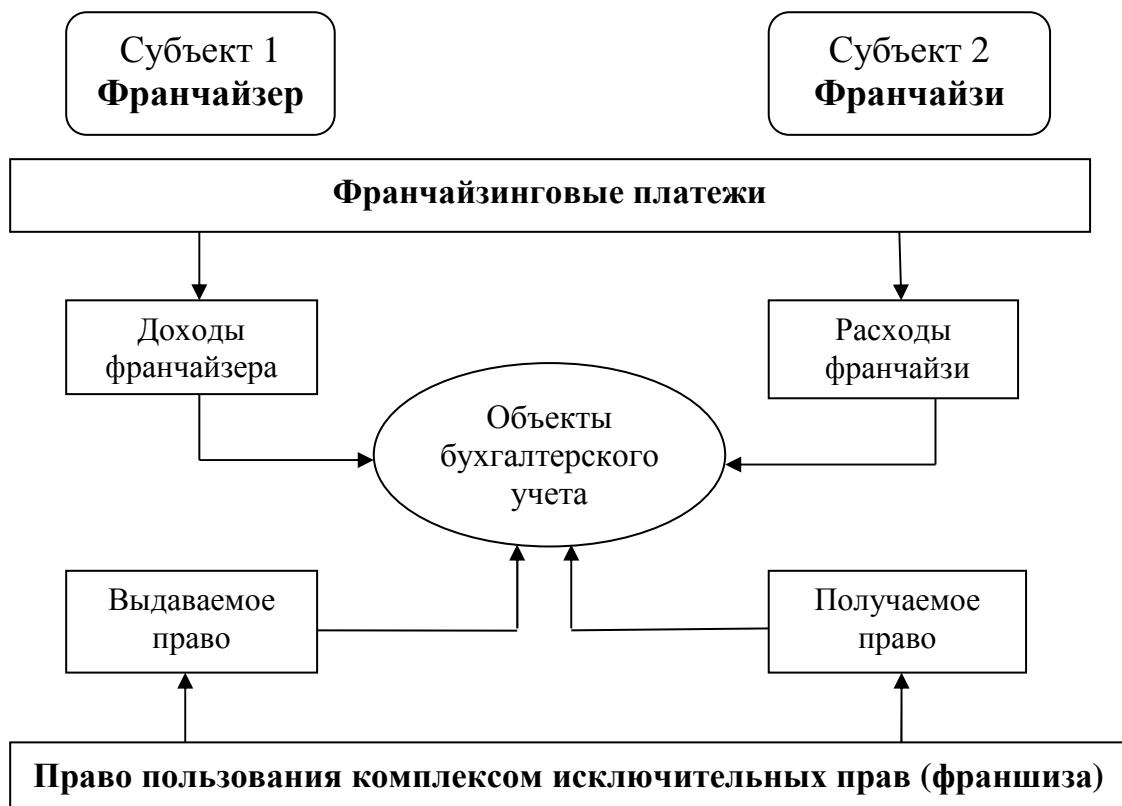 Субъект 1
Франчайзер
Субъект 2
Франчайзи
Франчайзинговые платежи
Доходы
франчайзера
Расходы
франчайзи
Объекты
бухгалтерского
учета
Выдаваемое
право
Получаемое
право
Право пользования комплексом исключительных прав (франшиза)